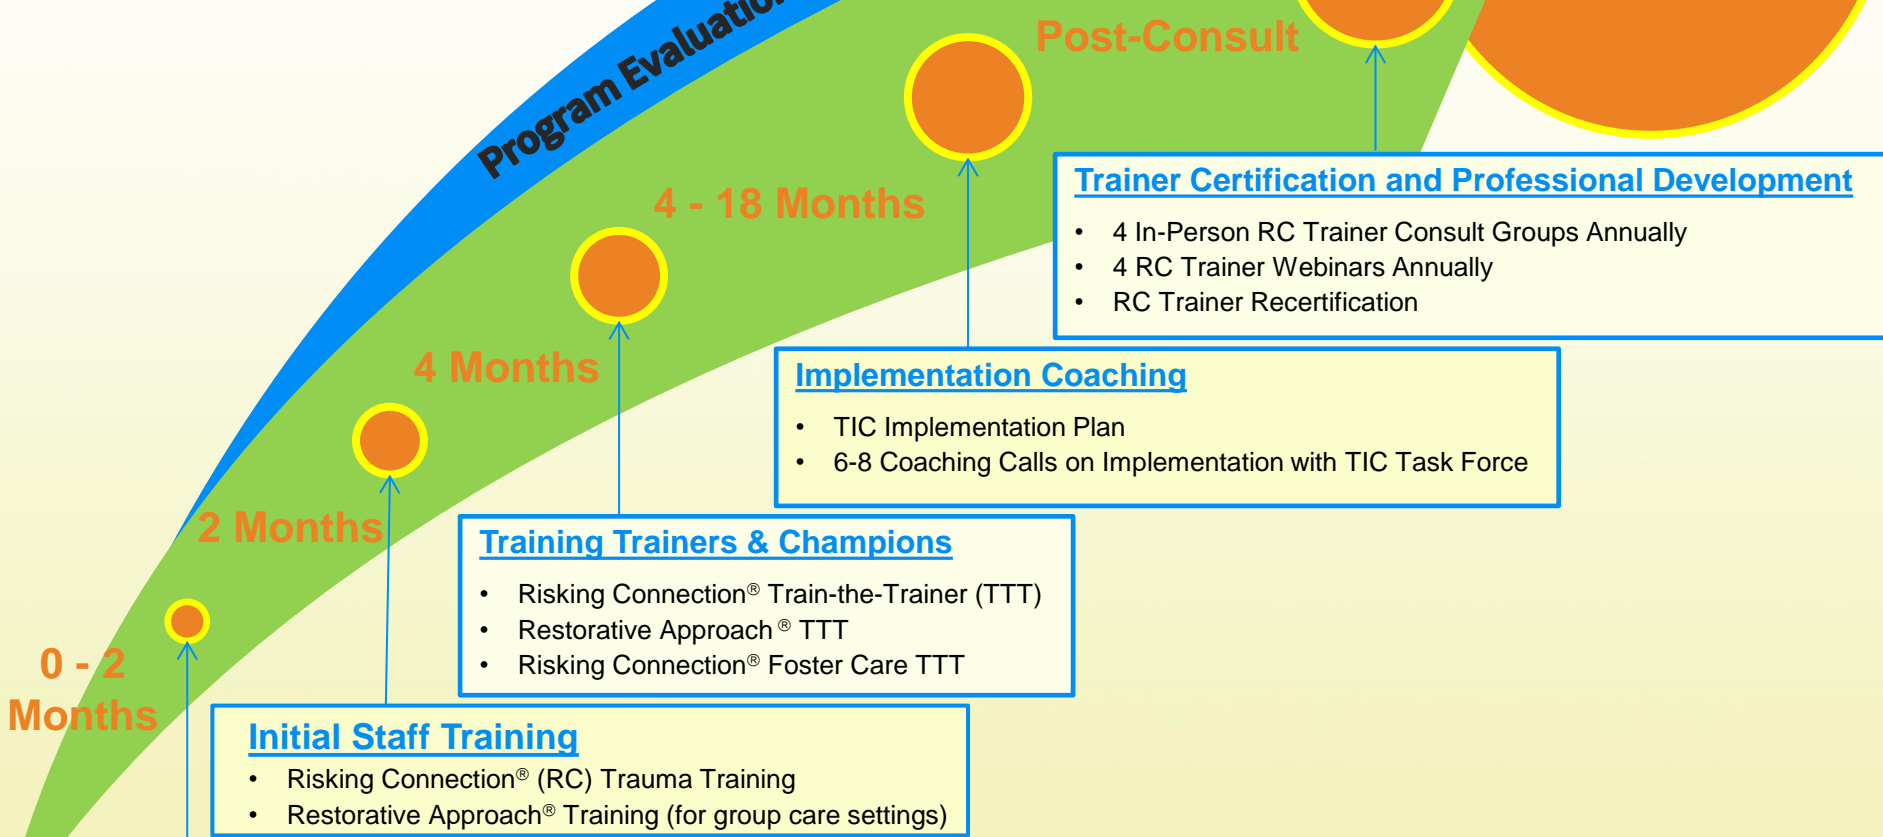 Program Evaluation
Post-Consult
4 - 18 Months
4 Months
2 Months
0 - 2
Months
Trainer Certification and Professional Development
• 4 In-Person RC Trainer Consult Groups Annually
• 4 RC Trainer Webinars Annually
• RC Trainer Recertification
Implementation Coaching
• TIC Implementation Plan
• 6-8 Coaching Calls on Implementation with TIC Task Force
Training Trainers & Champions
• Risking Connection® Train-the-Trainer (TTT)
• Restorative Approach ® TTT
• Risking Connection® Foster Care TTT
Initial Staff Training
• Risking Connection® (RC) Trauma Training
• Restorative Approach® Training (for group care settings)